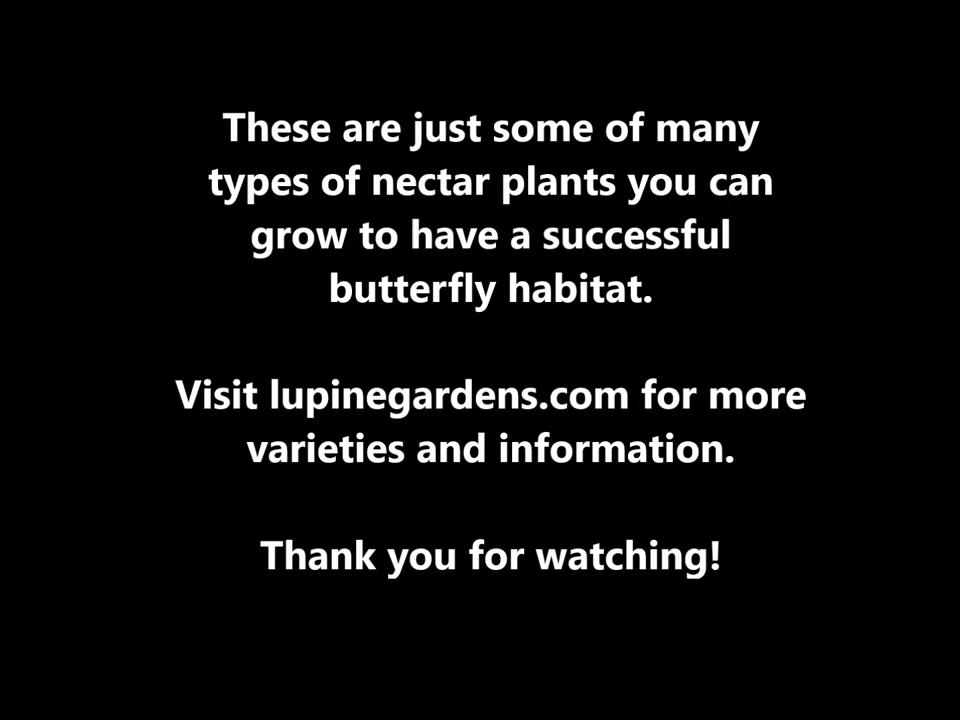 These are just some of many
types of nectar plants you can
grow to have a successful
butterfly habitat.
Visit lupinegardens.com for more
varieties and information.
Thank you for watching!